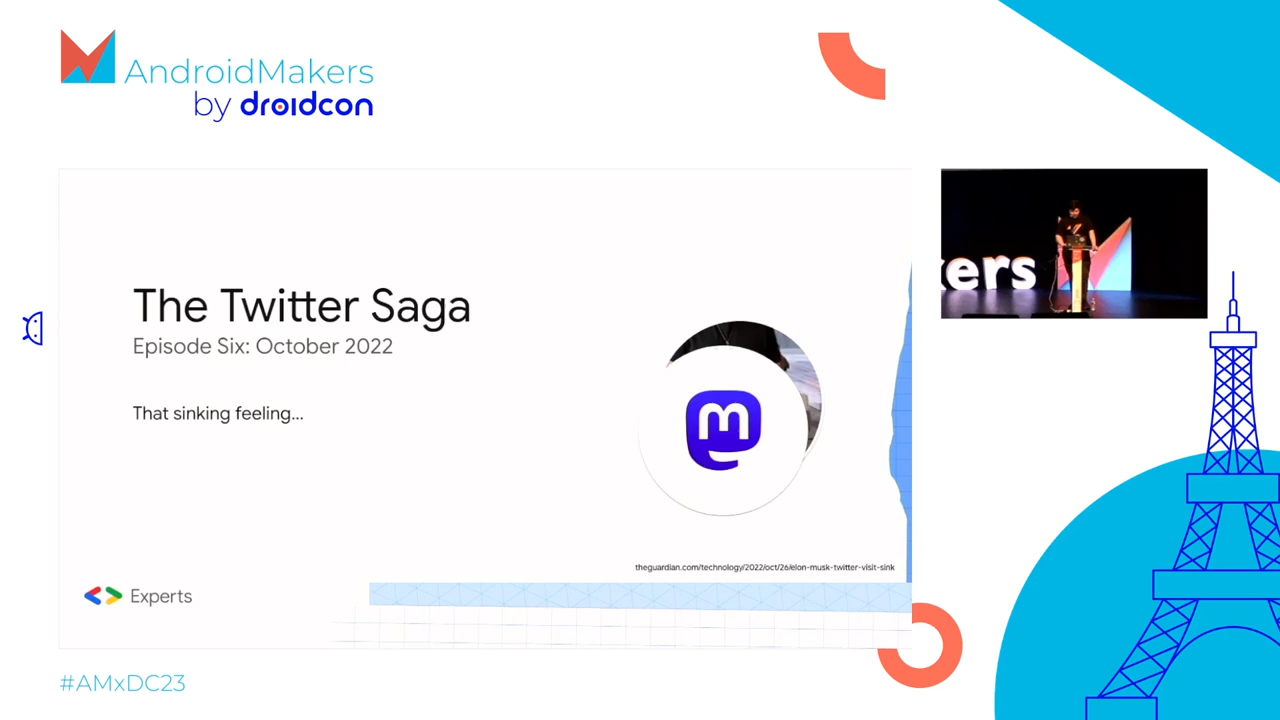 AndroidMakers
by droidcon
The Twitter Saga
Episode Six: October 2022
That sinking feeling...
m
theguardian.com/technology/2022/oct/26/elon-musk-twitter-visit-sink
Experts
kers
#AMxDC23